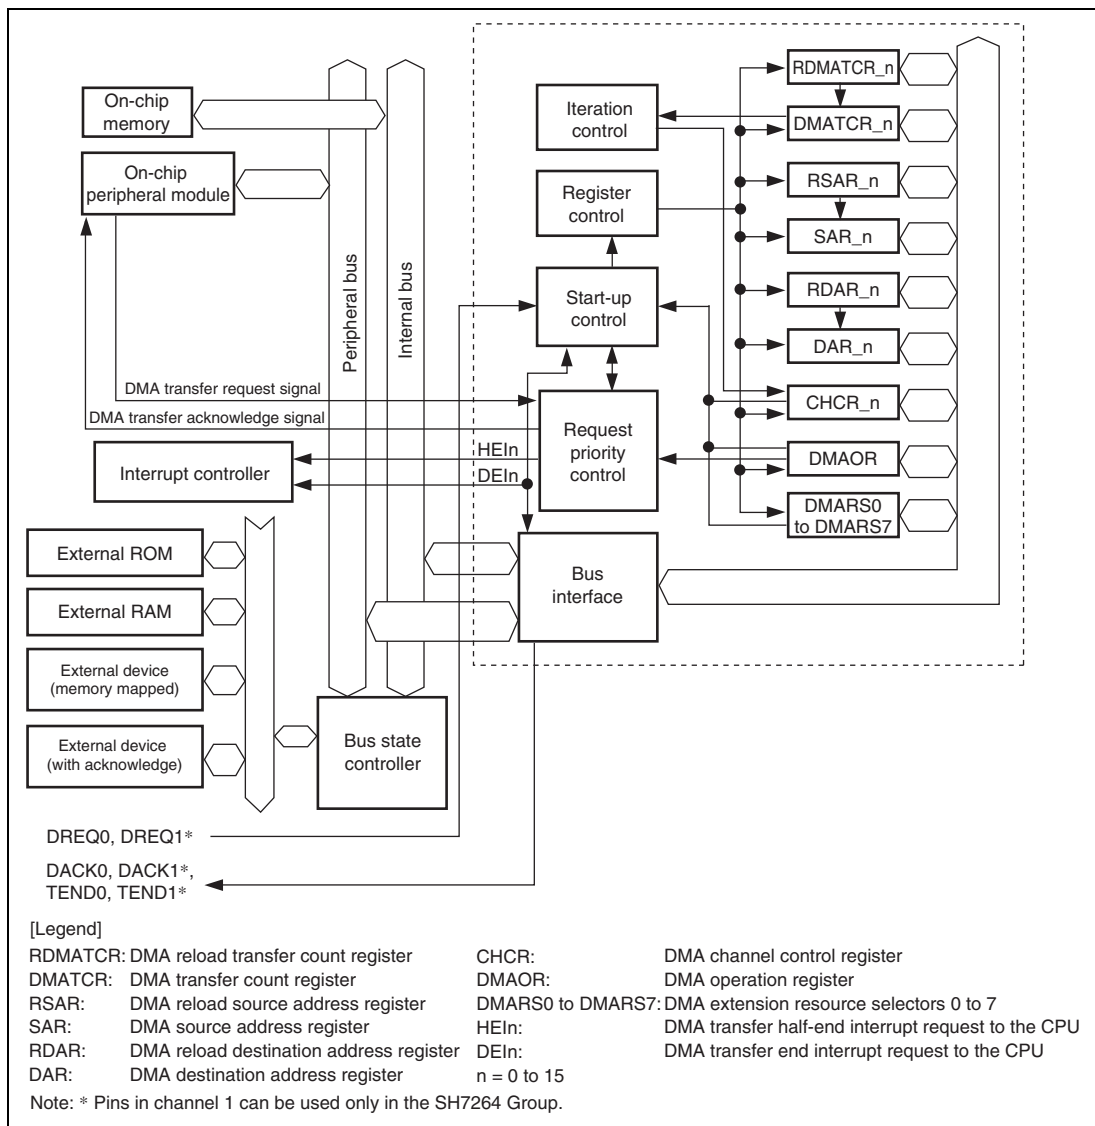 On-chip
memory
On-chip
peripheral module
Peripheral bus
Internal bus
DMA transfer request signal
DMA transfer acknowledge signal
Interrupt controller
HEIn
DEIn
External ROM
External RAM
External device
(memory mapped)
External device
(with acknowledge)
Bus state
controller
Iteration
control
Register
control
Start-up
control
Request
priority
control
Bus
interface
RDMATCR_n
DMATCR_n
RSAR_n
SAR_n
RDAR_n
DAR_n
CHCR_n
DMAOR
DMARS0
to DMARS7
DREQ0, DREQ1*
DACK0, DACK1*,
TEND0, TEND1*
[Legend]
RDMATCR: DMA reload transfer count register
DMATCR: DMA transfer count register
RSAR: DMA reload source address register
SAR: DMA source address register
RDAR: DMA reload destination address register
DAR: DMA destination address register
CHCR: DMA channel control register
DMAOR: DMA operation register
DMARS0 to DMARS7: DMA extension resource selectors 0 to 7
HEIn: DMA transfer half-end interrupt request to the CPU
DEIn: DMA transfer end interrupt request to the CPU
n = 0 to 15
Note: * Pins in channel 1 can be used only in the SH7264 Group.